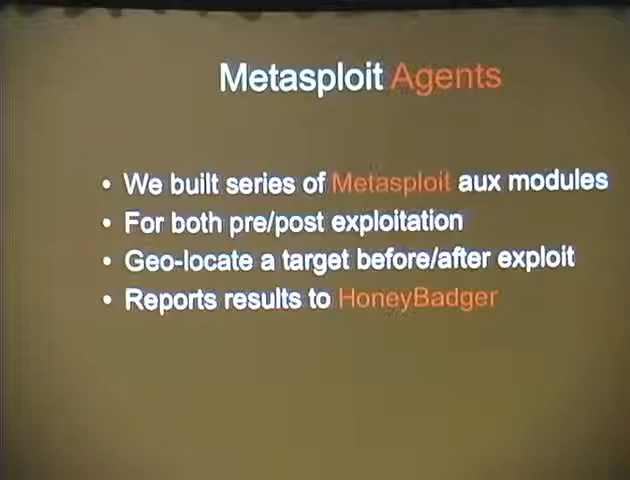 Metasploit Agents
• We built series of Metasploit aux modules
• For both pre/post exploitation
• Geo-locate a target before/after exploit
• Reports results to HoneyBadger